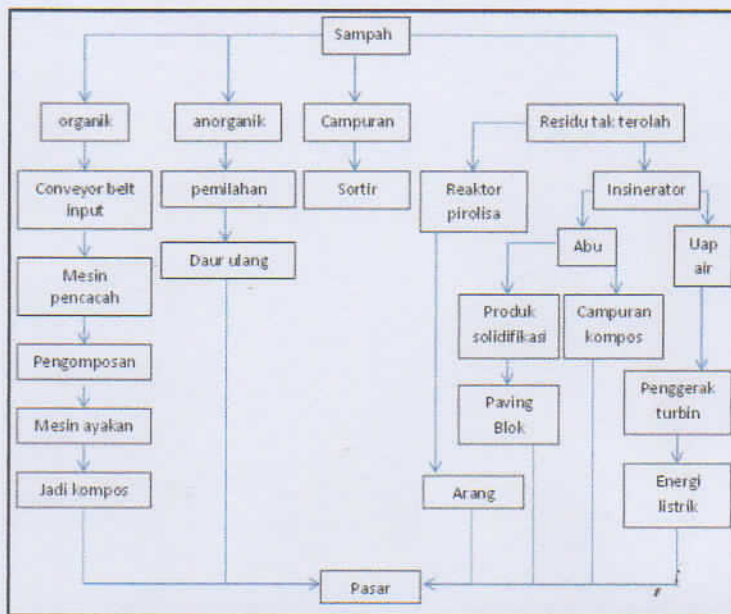 Sampah
organik
anorganik
Campuran
Residu tak terolah
Conveyor belt
input
pemilahan
Sortir
Reaktor
pirolisa
Insinerator
Abu
Uap
air
Daur ulang
Mesin
pencacah
Produk
solidifikasi
Campuran
kompos
Pengomposan
Paving
Blok
Penggerak
turbin
Mesin ayakan
Jadi kompos
Arang
Energi
listrik
Pasar